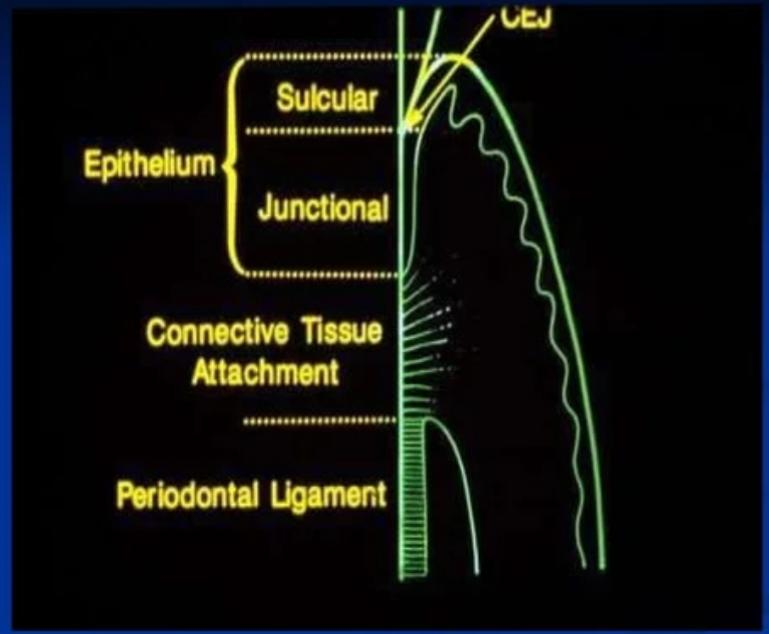 CEJ
Sulcular
Epithelium
Junctional
Connective Tissue
Attachment
Periodontal Ligament